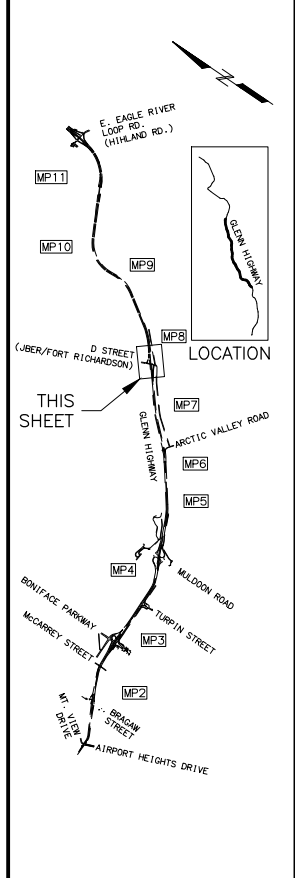 N
E. EAGLE RIVER
LOOP RD.
(HIHLAND RD.)
MP11
MP10
MP9
GLENN HIGHWAY
LOCATION
MP8
D STREET
(JBER/FORT RICHARDSON)
THIS
SHEET
MP7
GLENN HIGHWAY
ARCTIC VALLEY ROAD
MP6
MP5
MP4
MULDOON ROAD
BONIFACE PARKWAY
TURPIN STREET
McCARREY STREET
MP3
MP2
MT. VIEW
DRIVE
BRAGAW
STREET
AIRPORT HEIGHTS DRIVE